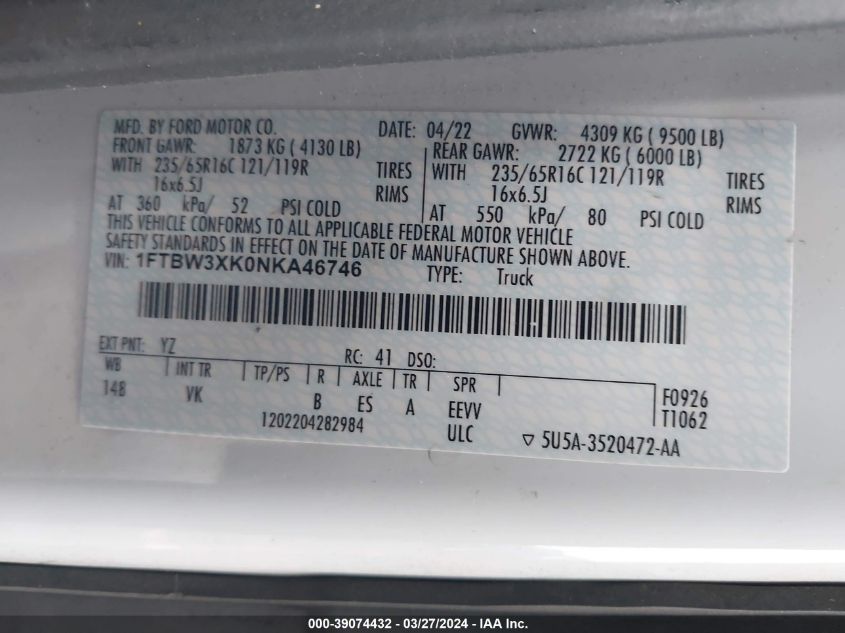 MFD. BY FORD MOTOR CO. DATE: 04/22 GVWR: 4309 KG ( 9500 LB)
FRONT GAWR: 1873 KG ( 4130 LB) REAR GAWR: 2722 KG ( 6000 LB)
WITH 235/65R16C 121/119R TIRES WITH 235/65R16C 121/119R TIRES
16x6.5J RIMS 16x6.5J RIMS
AT 360 kPa/ 52 PSI COLD AT 550 kPa/ 80 PSI COLD
THIS VEHICLE CONFORMS TO ALL APPLICABLE FEDERAL MOTOR VEHICLE
SAFETY STANDARDS IN EFFECT ON THE DATE OF MANUFACTURE SHOWN ABOVE.
VIN: 1FTBW3XK0NKA46746 TYPE: Truck
EXT PNT: YZ RC: 41 DSO:
WB INT TR TP/PS R AXLE TR SPR F0926
148 VK B ES A EEVV T1062
1202204282984 ULC ▽ 5U5A-3520472-AA
000-39074432 - 03/27/2024 - IAA Inc.